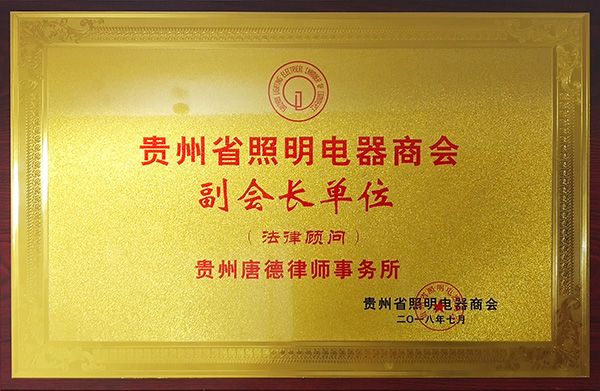 贵州省照明电器商会
副会长单位
(法律顾问)
贵州唐德律师事务所
贵州省照明电器商会
二〇一八年七月